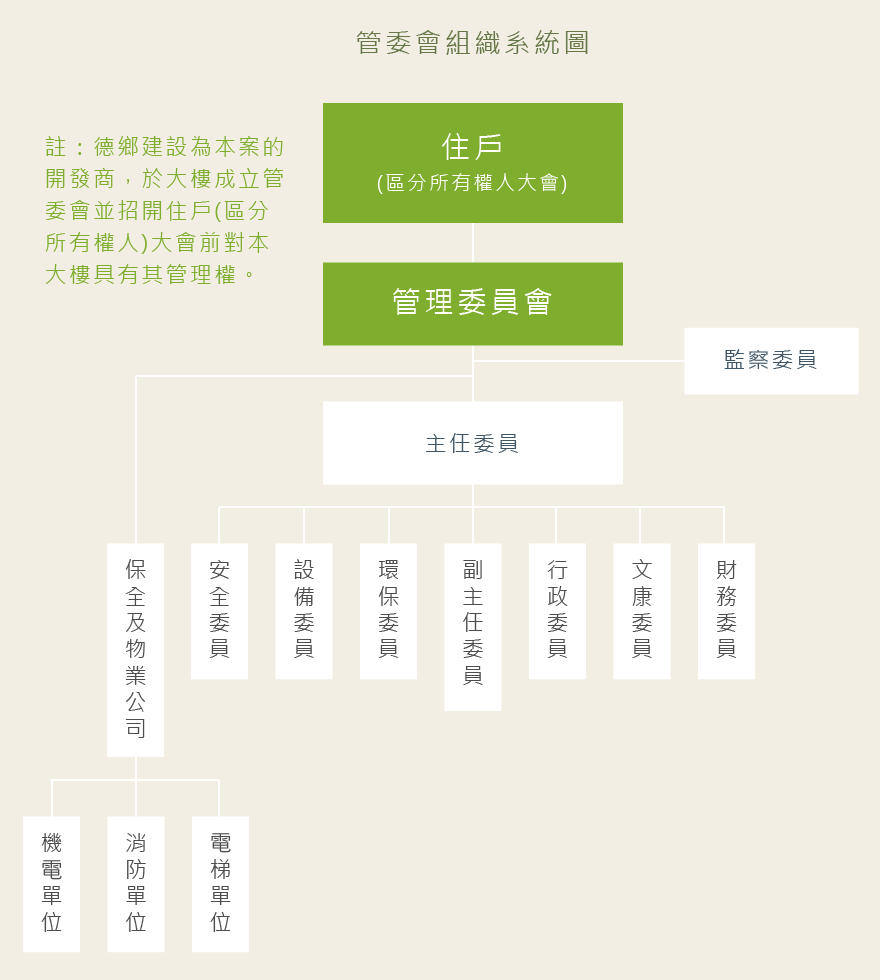 管委會組織系統圖
住戶
(區分所有權人大會)
註：德鄉建設為本案的
開發商，於大樓成立管
委會並招開住戶(區分
所有權人)大會前對本
大樓具有其管理權。
管理委員會
監察委員
主任委員
保全及物業公司
安全委員
設備委員
環保委員
副主任委員
行政委員
文康委員
財務委員
機電單位
消防單位
電梯單位